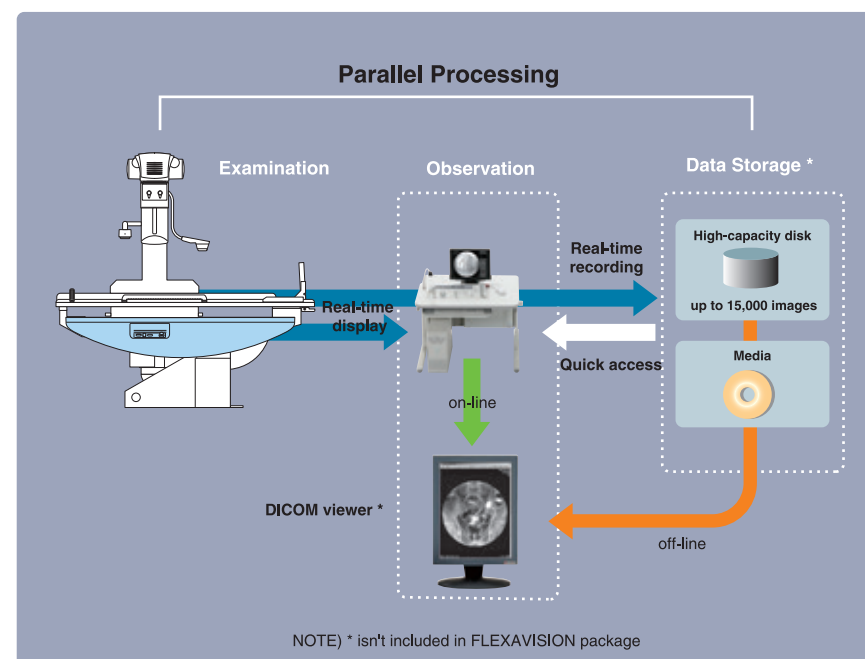 Parallel Processing
Examination
Observation
Data Storage *
High-capacity disk
up to 15,000 images
Real-time
recording
Real-time
display
Quick access
Media
on-line
DICOM viewer *
off-line
NOTE) * isn't included in FLEXAVISION package